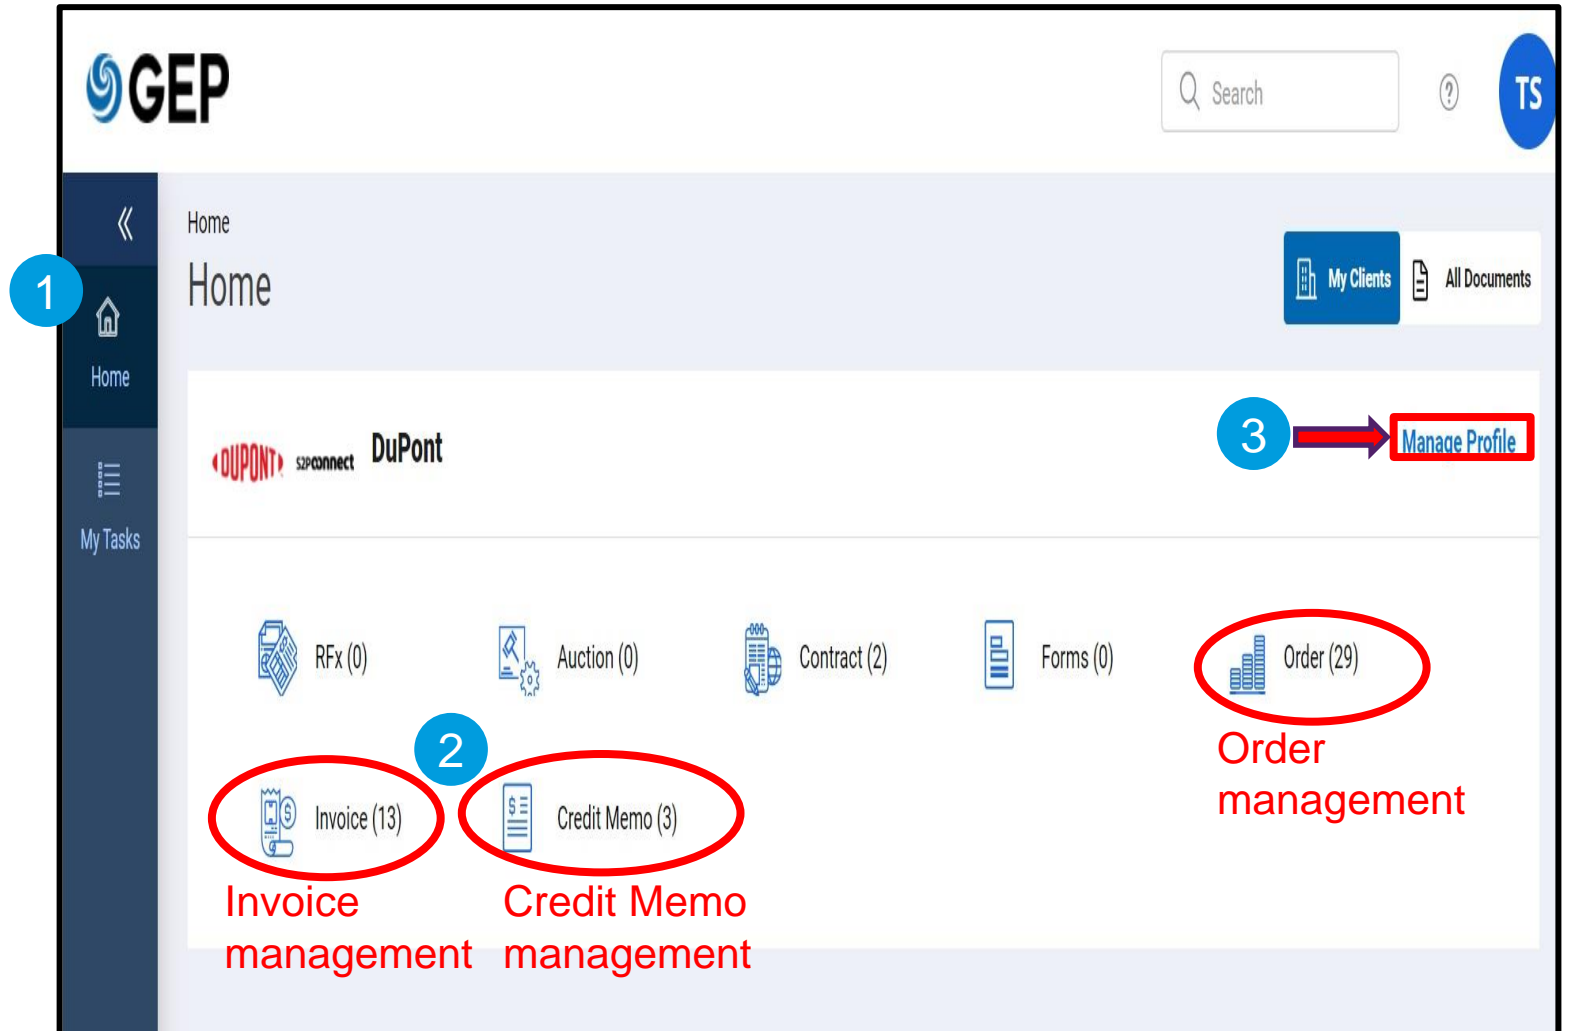 GEP
Search
?
TS
Home
Home
My Clients
All Documents
1
Home
DUPONT
S2PCONNECT
DuPont
3
Manage Profile
My Tasks
RFx (0)
Auction (0)
Contract (2)
Forms (0)
Order (29)
2
Order
management
$
Invoice (13)
$
Credit Memo (3)
Invoice
management
Credit Memo
management